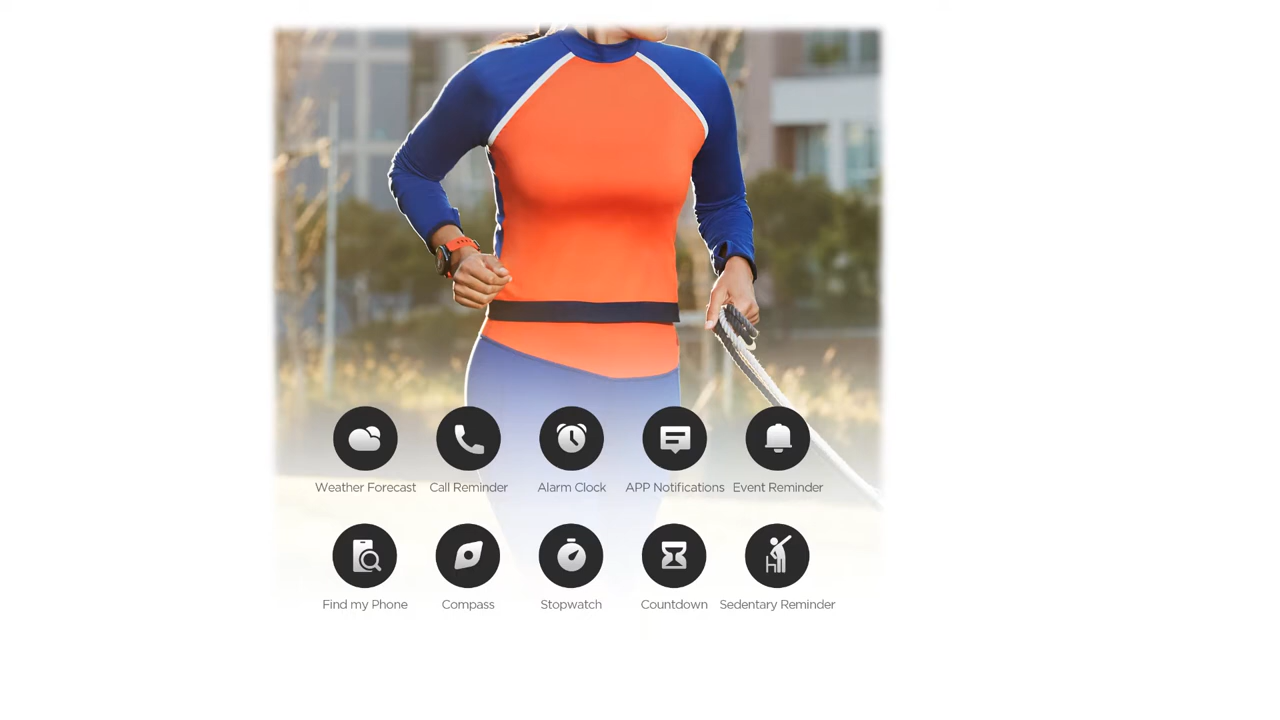 Weather Forecast Call Reminder Alarm Clock APP Notifications Event Reminder
Find my Phone Compass Stopwatch Countdown Sedentary Reminder